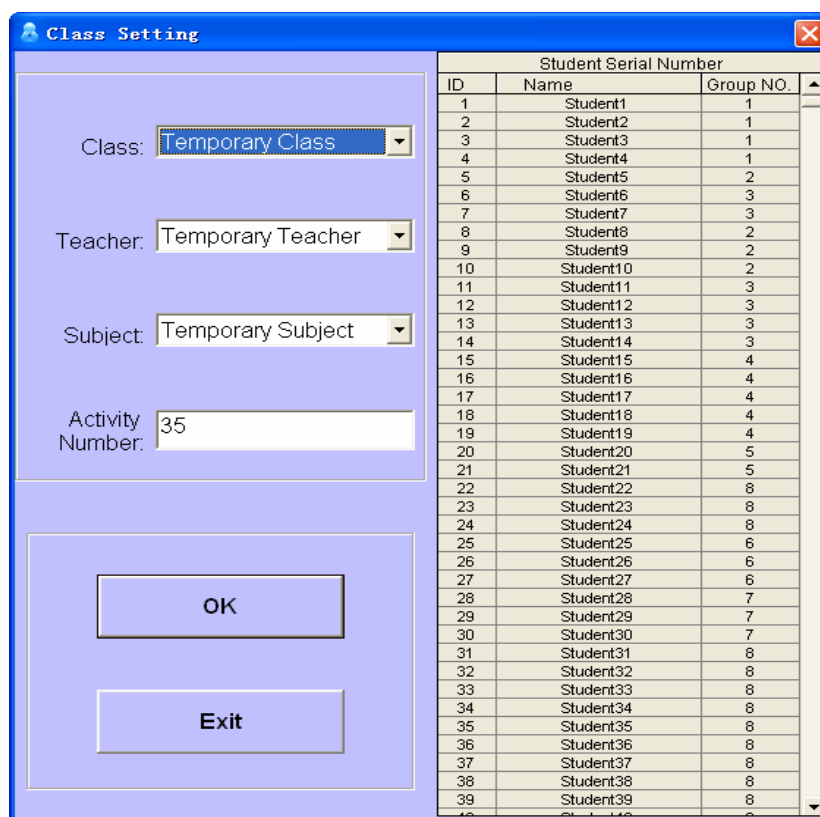 Class Setting
Class: Temporary Class
Teacher: Temporary Teacher
Subject: Temporary Subject
Activity Number: 35
OK
Exit
Student Serial Number
ID Name Group NO.
1 Student1 1
2 Student2 1
3 Student3 1
4 Student4 1
5 Student5 2
6 Student6 3
7 Student7 3
8 Student8 2
9 Student9 2
10 Student10 2
11 Student11 3
12 Student12 3
13 Student13 3
14 Student14 3
15 Student15 4
16 Student16 4
17 Student17 4
18 Student18 4
19 Student19 4
20 Student20 5
21 Student21 5
22 Student22 8
23 Student23 8
24 Student24 8
25 Student25 6
26 Student26 6
27 Student27 6
28 Student28 7
29 Student29 7
30 Student30 7
31 Student31 8
32 Student32 8
33 Student33 8
34 Student34 8
35 Student35 8
36 Student36 8
37 Student37 8
38 Student38 8
39 Student39 8